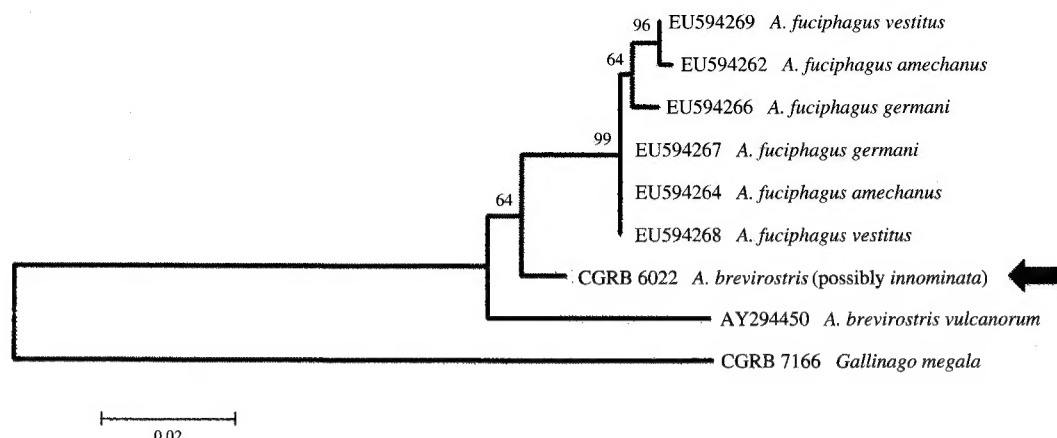 96
EU594269 A. fuciphagus vestitus
64
EU594262 A. fuciphagus amechanus
EU594266 A. fuciphagus germani
99
EU594267 A. fuciphagus germani
EU594264 A. fuciphagus amechanus
64
EU594268 A. fuciphagus vestitus
CGRB 6022 A. brevirostris (possibly innominata)
AY294450 A. brevirostris vulcanorum
CGRB 7166 Gallinago megala
0.02